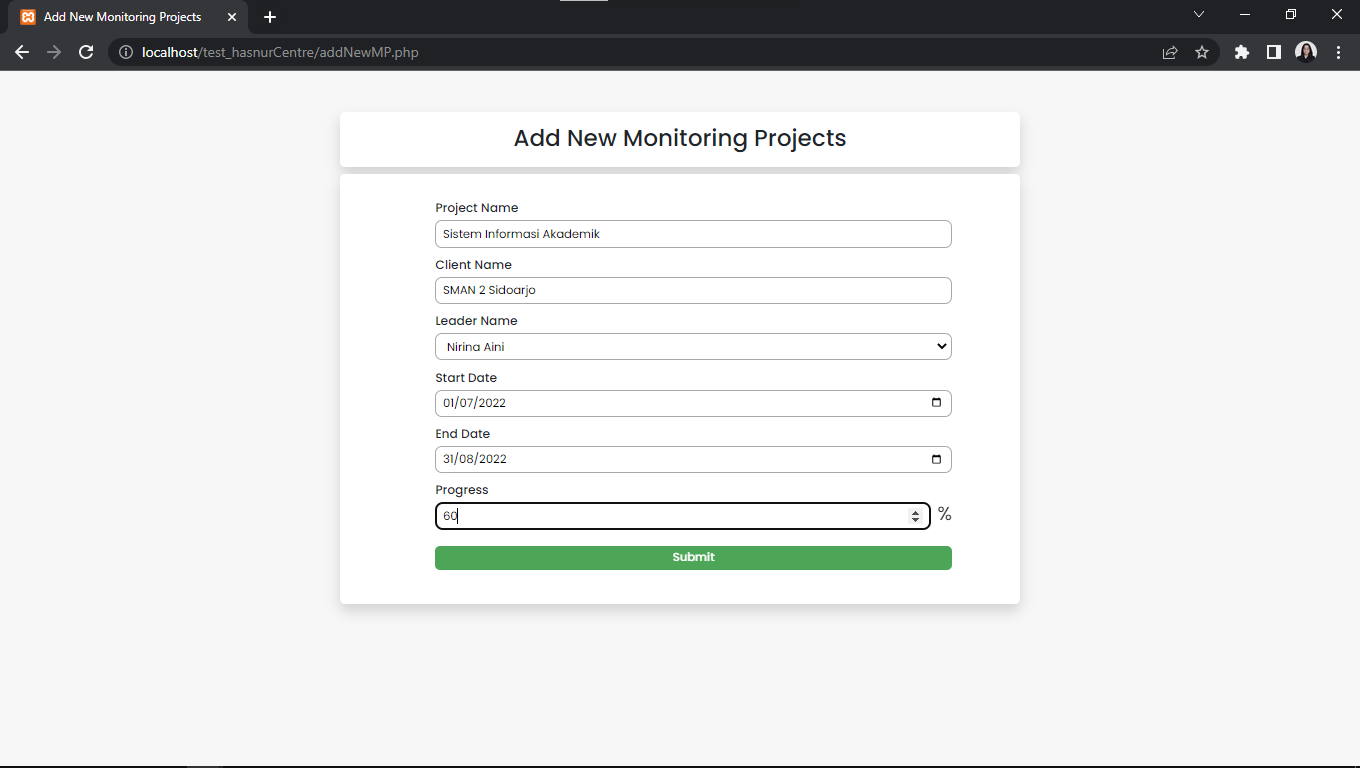 Add New Monitoring Projects
localhost/test_hasnurCentre/addNewMP.php
Add New Monitoring Projects
Project Name
Sistem Informasi Akademik
Client Name
SMAN 2 Sidoarjo
Leader Name
Nirina Aini
Start Date
01/07/2022
End Date
31/08/2022
Progress
60 %
Submit